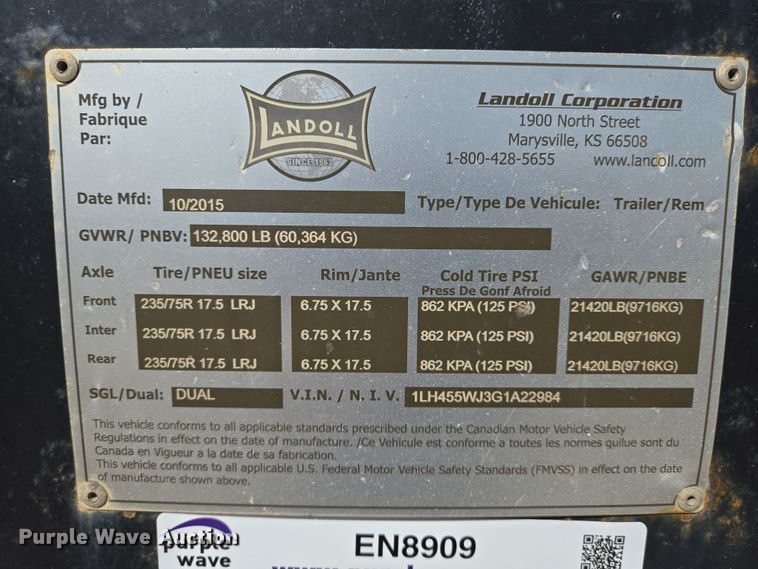 Mfg by /
Fabrique
Par:
LANDOLL
SINCE 1963
Landoll Corporation
1900 North Street
Marysville, KS 66508
1-800-428-5655 www.landoll.com
Date Mfd: 10/2015 Type/Type De Vehicule: Trailer/Rem
GVWR/ PNBV: 132,800 LB (60,364 KG)
Axle Tire/PNEU size Rim/Jante Cold Tire PSI GAWR/PNBE
Press De Gonf Afroid
Front 235/75R 17.5 LRJ 6.75 X 17.5 862 KPA (125 PSI) 21420LB(9716KG)
Inter 235/75R 17.5 LRJ 6.75 X 17.5 862 KPA (125 PSI) 21420LB(9716KG)
Rear 235/75R 17.5 LRJ 6.75 X 17.5 862 KPA (125 PSI) 21420LB(9716KG)
SGL/Dual: DUAL V.I.N. / N. I. V. 1LH455WJ3G1A22984
This vehicle conforms to all applicable standards prescribed under the Canadian Motor Vehicle Safety
Regulations in effect on the date of manufacture. /Ce Vehicule est conforme a toutes les normes quilue sont du
Canada en Vigueur a la date de sa fabrication.
This vehicle conforms to all applicable U.S. Federal Motor Vehicle Safety Standards (FMVSS) in effect on the date
of manufacture shown above.
Purple Wave Auction
purple
wave
EN8909
Purple Wave Auction